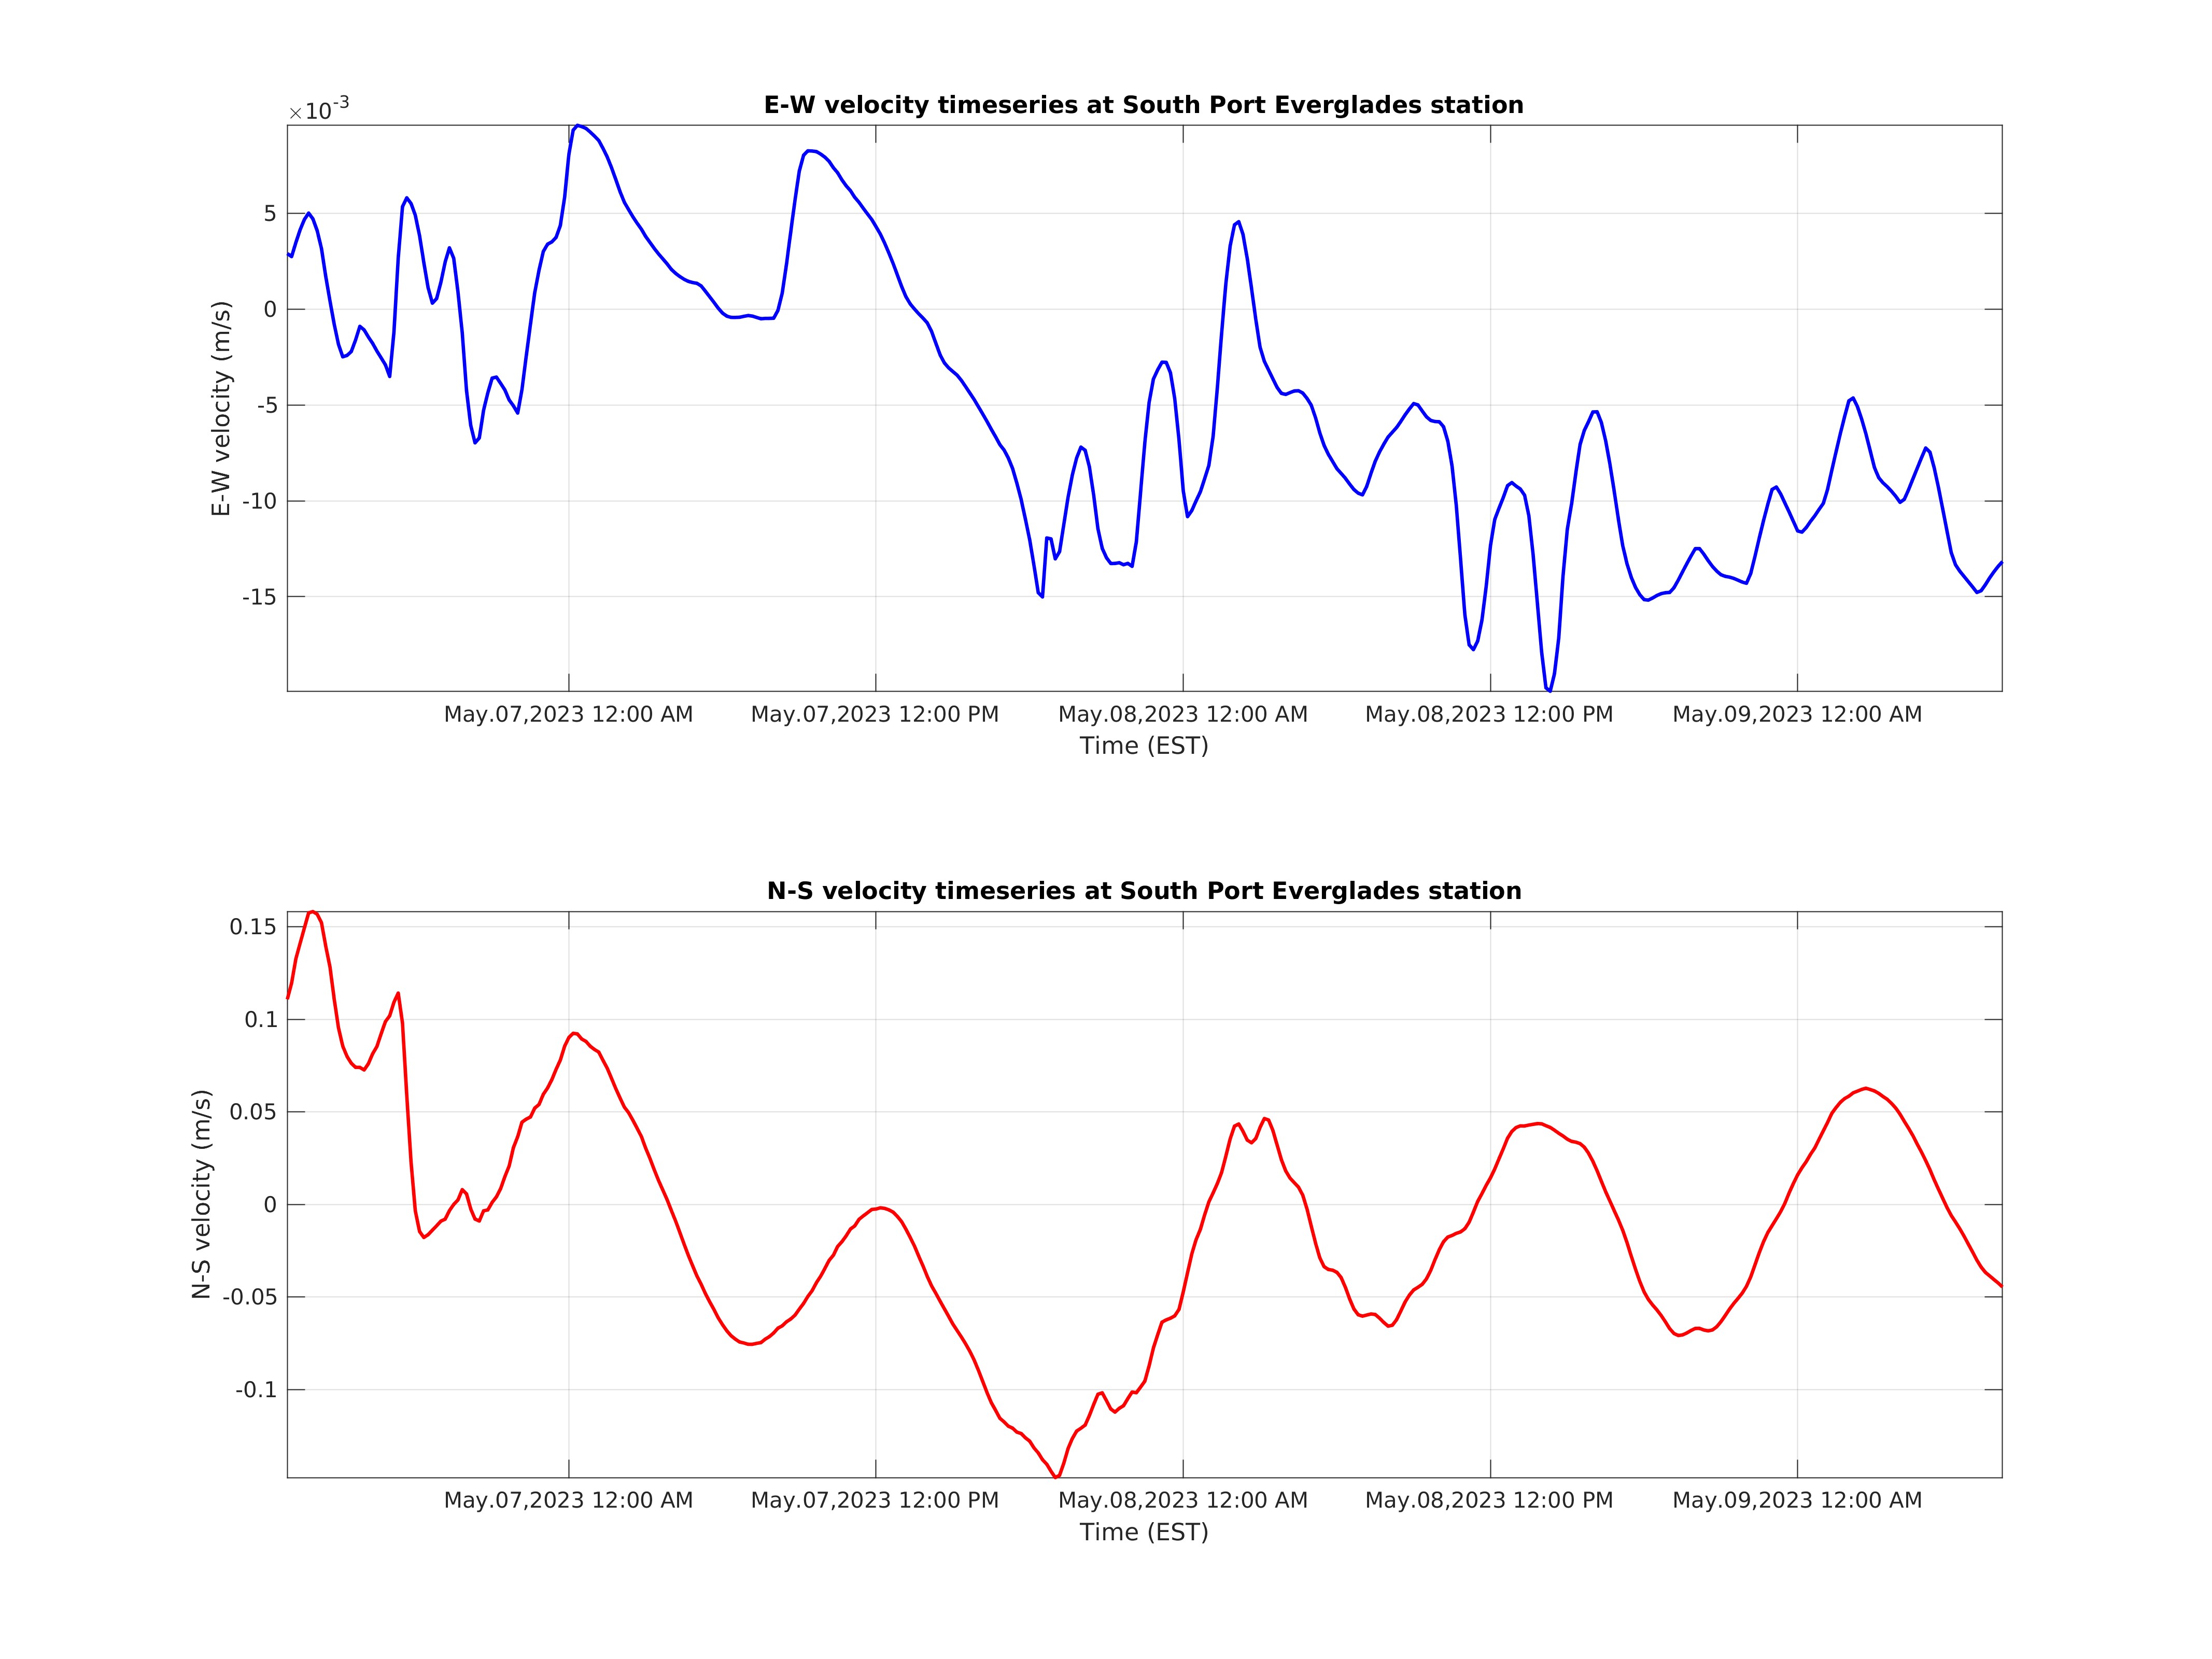 E-W velocity timeseries at South Port Everglades station
×10-3
E-W velocity (m/s)
5
0
-5
-10
-15
May.07,2023 12:00 AM May.07,2023 12:00 PM May.08,2023 12:00 AM May.08,2023 12:00 PM May.09,2023 12:00 AM
Time (EST)
N-S velocity timeseries at South Port Everglades station
N-S velocity (m/s)
0.15
0.1
0.05
0
-0.05
-0.1
May.07,2023 12:00 AM May.07,2023 12:00 PM May.08,2023 12:00 AM May.08,2023 12:00 PM May.09,2023 12:00 AM
Time (EST)